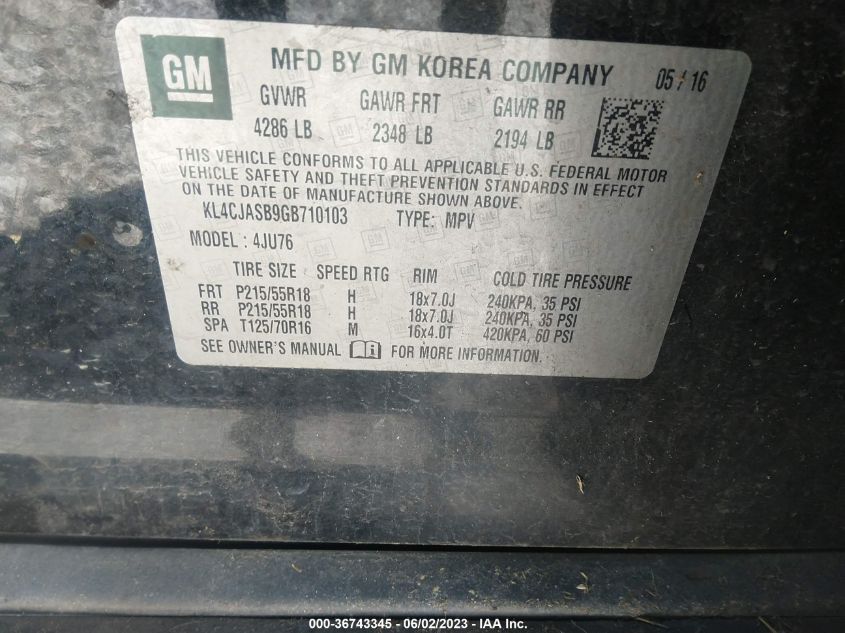 GM
MFD BY GM KOREA COMPANY 05/16
GVWR GAWR FRT GAWR RR
4286 LB 2348 LB 2194 LB
THIS VEHICLE CONFORMS TO ALL APPLICABLE U.S. FEDERAL MOTOR
VEHICLE SAFETY AND THEFT PREVENTION STANDARDS IN EFFECT
ON THE DATE OF MANUFACTURE SHOWN ABOVE.
KL4CJASB9GB710103 TYPE: MPV
MODEL : 4JU76
TIRE SIZE SPEED RTG RIM COLD TIRE PRESSURE
FRT P215/55R18 H 18x7.0J 240KPA, 35 PSI
RR P215/55R18 H 18x7.0J 240KPA, 35 PSI
SPA T125/70R16 M 16x4.0T 420KPA, 60 PSI
SEE OWNER'S MANUAL FOR MORE INFORMATION.
000-36743345 - 06/02/2023 - IAA Inc.